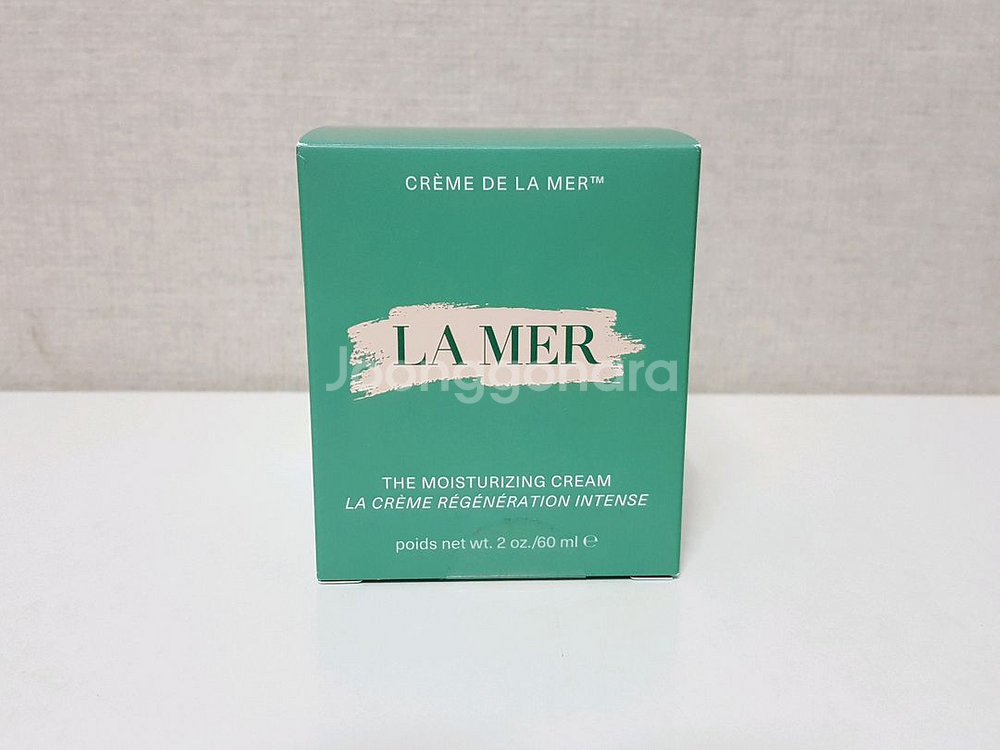 CRÈME DE LA MER™
LA MER
Joonggonara
THE MOISTURIZING CREAM
LA CRÈME RÉGÉNÉRATION INTENSE
poids net wt. 2 oz./60 ml ℮